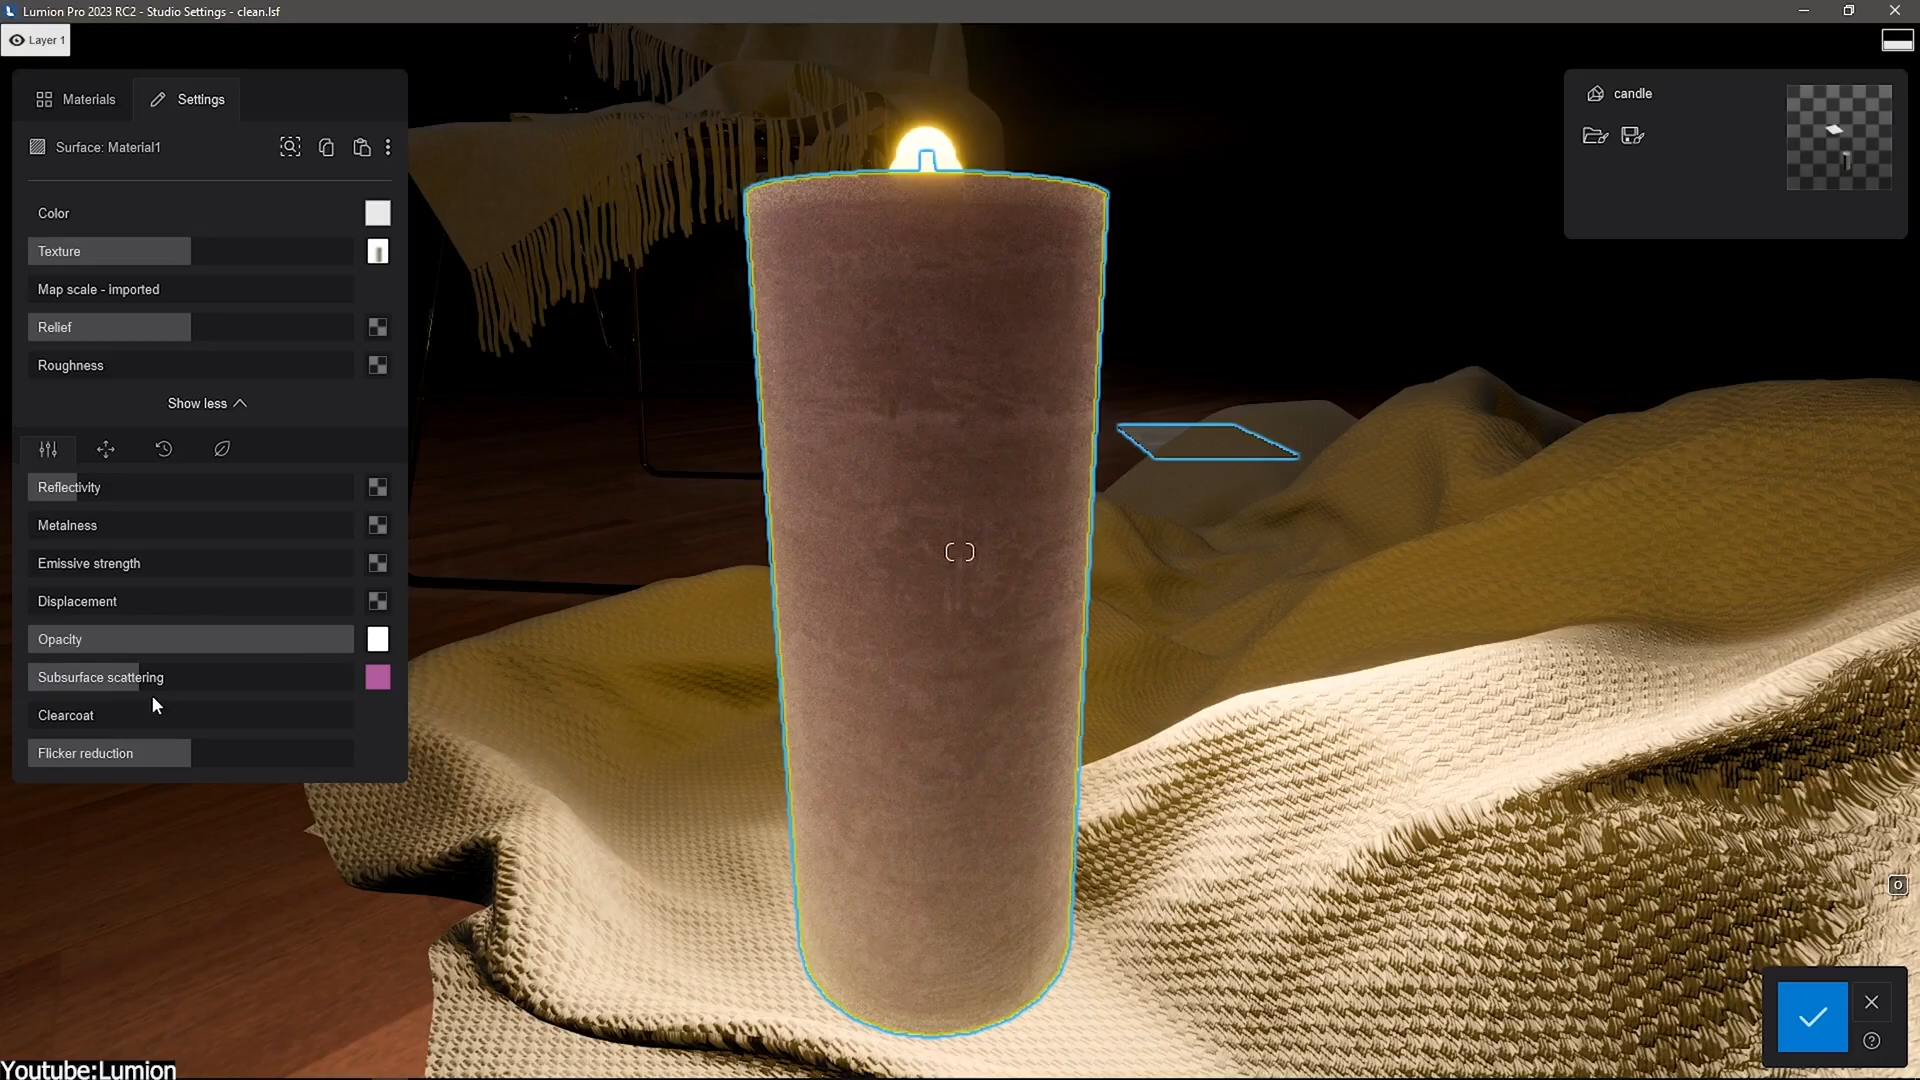 Lumion Pro 2023 RC2 - Studio Settings - clean.lsf
Layer 1
Materials
Settings
candle
Surface: Material1
Color
Texture
Map scale - imported
Relief
Roughness
Show less
Reflectivity
Metalness
Emissive strength
Displacement
Opacity
Subsurface scattering
Clearcoat
Flicker reduction
Youtube:Lumion